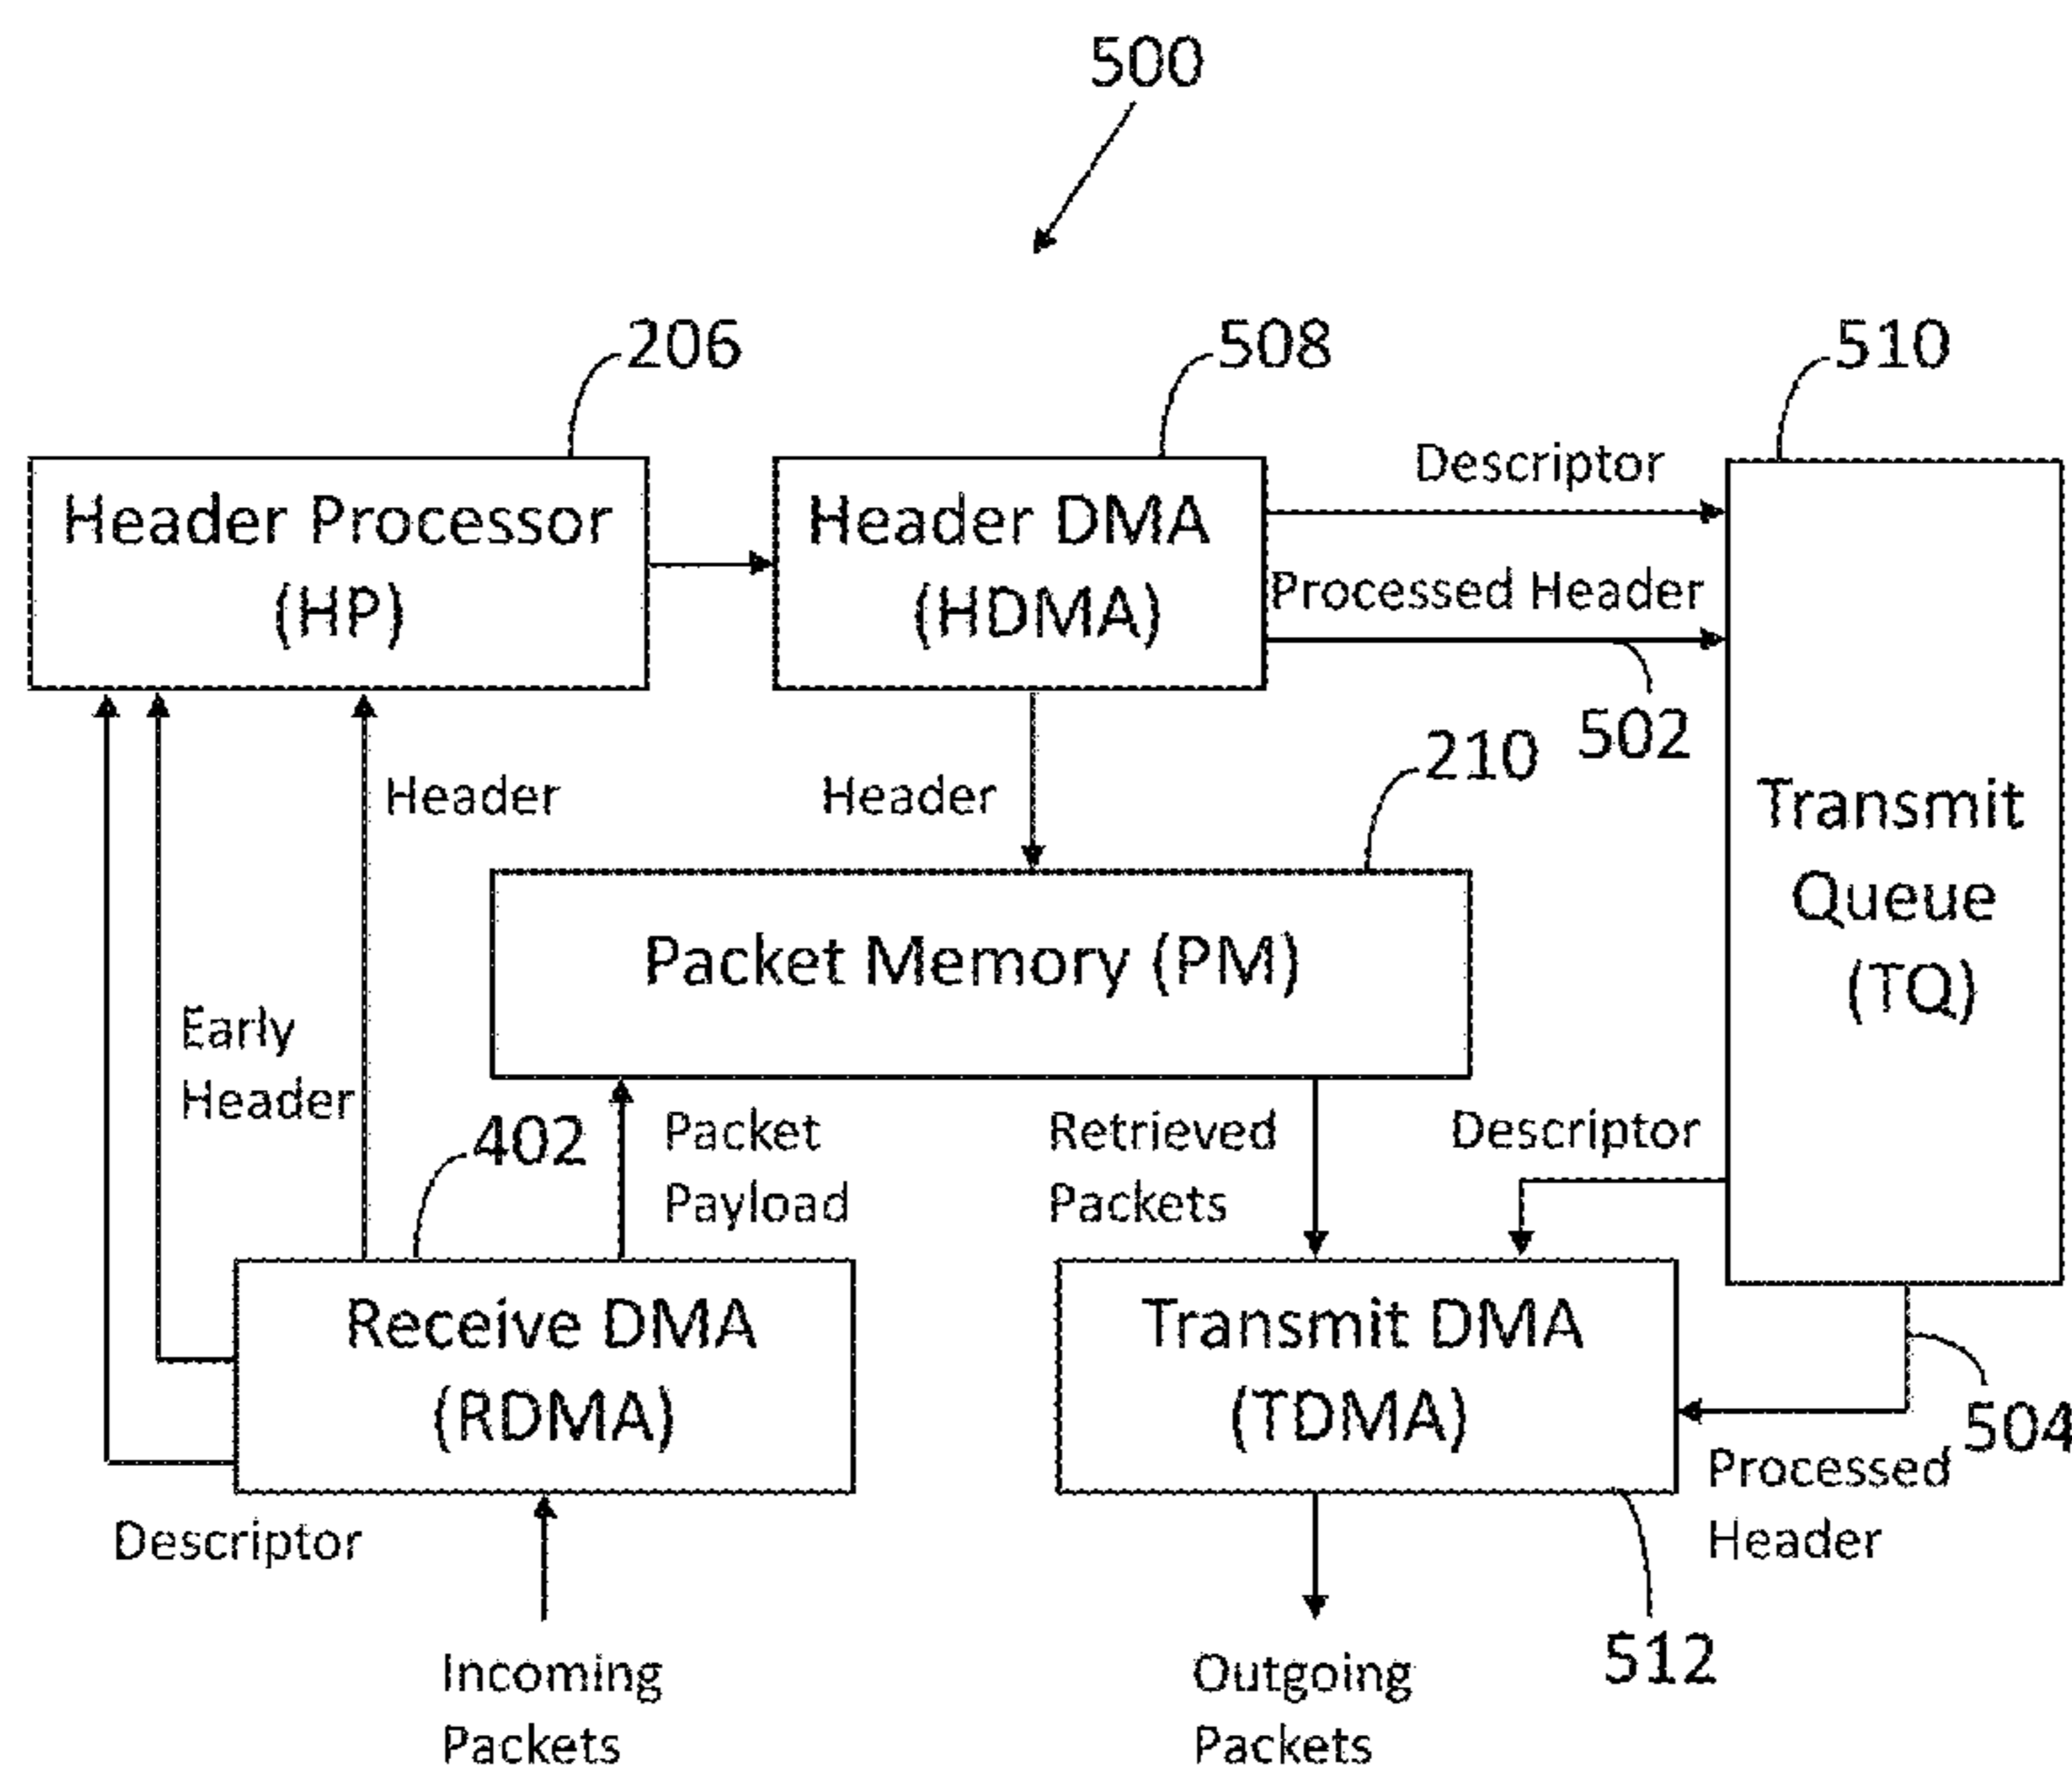 500
206
508
510
Header Processor
(HP)
Header DMA
(HDMA)
Descriptor
Processed Header
502
Transmit
Queue
(TQ)
Header
Header
210
Packet Memory (PM)
Early
Header
402
Packet
Payload
Retrieved
Packets
Descriptor
Receive DMA
(RDMA)
Transmit DMA
(TDMA)
504
Processed
Header
Descriptor
512
Incoming
Packets
Outgoing
Packets